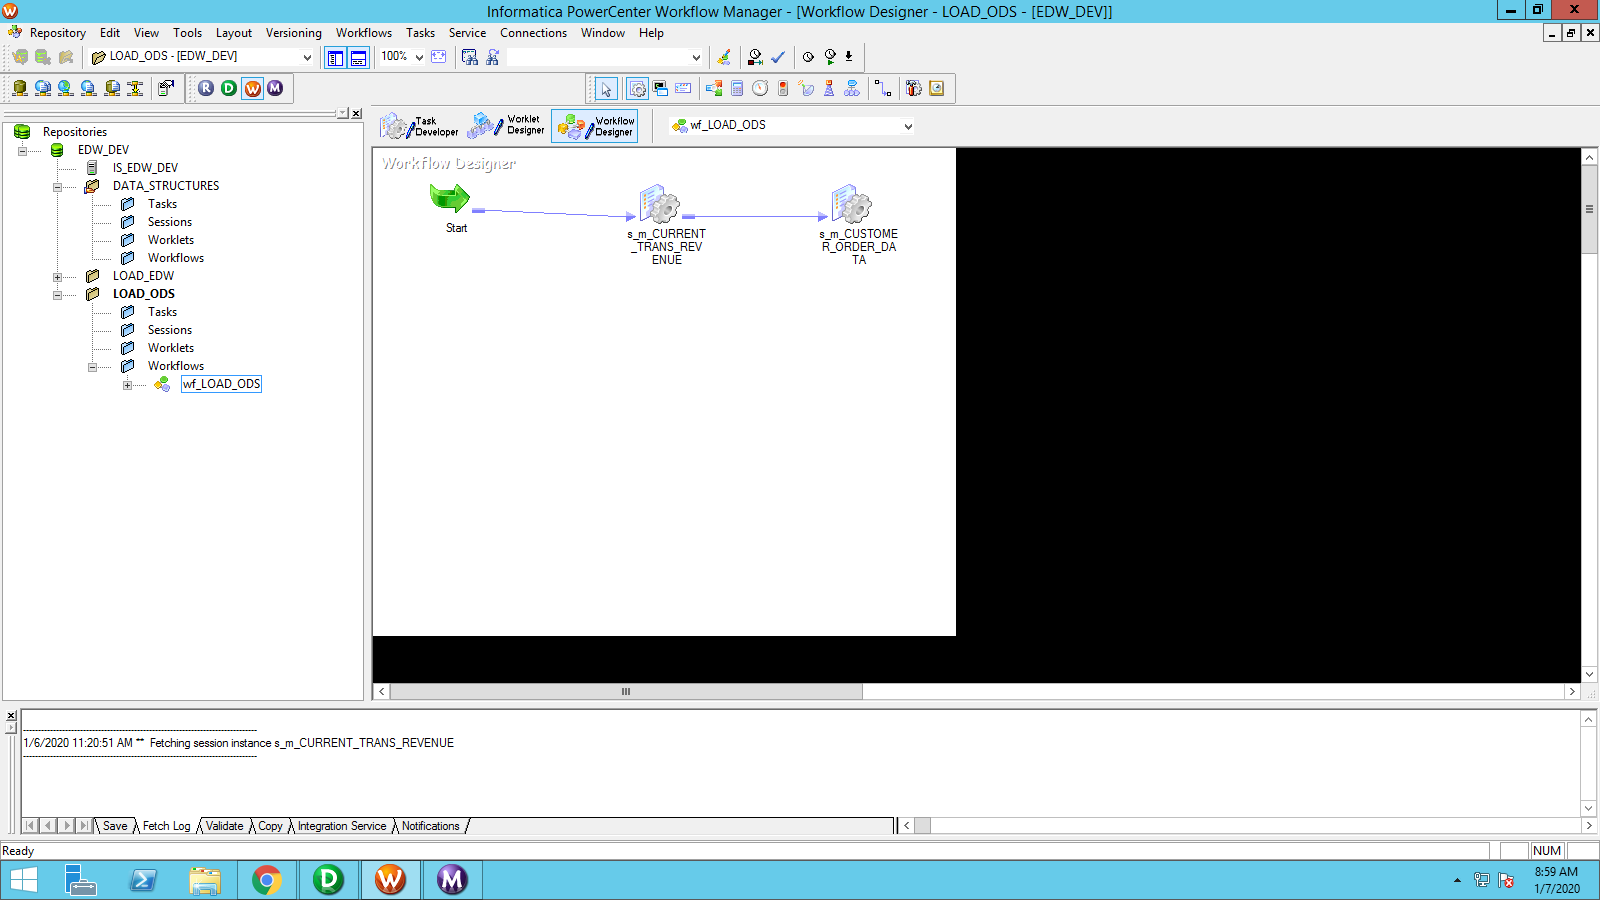 Informatica PowerCenter Workflow Manager - [Workflow Designer - LOAD_ODS - [EDW_DEV]]
Repository Edit View Tools Layout Versioning Workflows Tasks Service Connections Window Help
LOAD_ODS - [EDW_DEV]
100%
R D W M
Task Developer
Worklet Designer
Workflow Designer
wf_LOAD_ODS
Repositories
EDW_DEV
IS_EDW_DEV
DATA_STRUCTURES
Tasks
Sessions
Worklets
Workflows
LOAD_EDW
LOAD_ODS
Tasks
Sessions
Worklets
Workflows
wf_LOAD_ODS
Workflow Designer
Start
s_m_CURRENT
_TRANS_REV
ENUE
s_m_CUSTOME
R_ORDER_DA
TA
1/6/2020 11:20:51 AM ** Fetching session instance s_m_CURRENT_TRANS_REVENUE
Save Fetch Log Validate Copy Integration Service Notifications
Ready
NUM
D W M
8:59 AM
1/7/2020